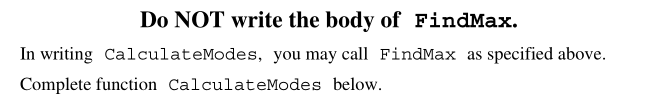 Do NOT write the body of FindMax.
In writing CalculateModes, you may call FindMax as specified above.
Complete function CalculateModes below.